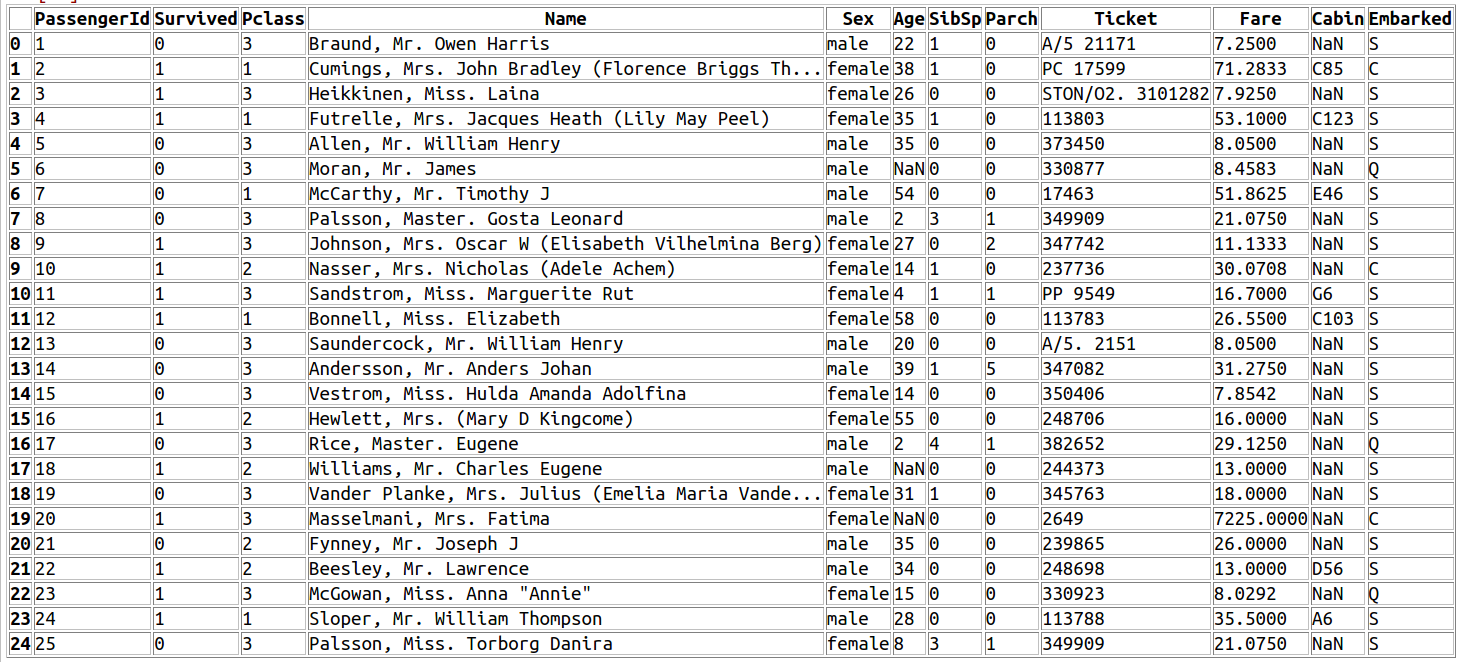 PassengerId Survived Pclass Name Sex Age SibSp Parch Ticket Fare Cabin Embarked
0 1 0 3 Braund, Mr. Owen Harris male 22 1 0 A/5 21171 7.2500 NaN S
1 2 1 1 Cumings, Mrs. John Bradley (Florence Briggs Th... female 38 1 0 PC 17599 71.2833 C85 C
2 3 1 3 Heikkinen, Miss. Laina female 26 0 0 STON/O2. 3101282 7.9250 NaN S
3 4 1 1 Futrelle, Mrs. Jacques Heath (Lily May Peel) female 35 1 0 113803 53.1000 C123 S
4 5 0 3 Allen, Mr. William Henry male 35 0 0 373450 8.0500 NaN S
5 6 0 3 Moran, Mr. James male NaN 0 0 330877 8.4583 NaN Q
6 7 0 1 McCarthy, Mr. Timothy J male 54 0 0 17463 51.8625 E46 S
7 8 0 3 Palsson, Master. Gosta Leonard male 2 3 1 349909 21.0750 NaN S
8 9 1 3 Johnson, Mrs. Oscar W (Elisabeth Vilhelmina Berg) female 27 0 2 347742 11.1333 NaN S
9 10 1 2 Nasser, Mrs. Nicholas (Adele Achem) female 14 1 0 237736 30.0708 NaN C
10 11 1 3 Sandstrom, Miss. Marguerite Rut female 4 1 1 PP 9549 16.7000 G6 S
11 12 1 1 Bonnell, Miss. Elizabeth female 58 0 0 113783 26.5500 C103 S
12 13 0 3 Saundercock, Mr. William Henry male 20 0 0 A/5. 2151 8.0500 NaN S
13 14 0 3 Andersson, Mr. Anders Johan male 39 1 5 347082 31.2750 NaN S
14 15 0 3 Vestrom, Miss. Hulda Amanda Adolfina female 14 0 0 350406 7.8542 NaN S
15 16 1 2 Hewlett, Mrs. (Mary D Kingcome) female 55 0 0 248706 16.0000 NaN S
16 17 0 3 Rice, Master. Eugene male 2 4 1 382652 29.1250 NaN Q
17 18 1 2 Williams, Mr. Charles Eugene male NaN 0 0 244373 13.0000 NaN S
18 19 0 3 Vander Planke, Mrs. Julius (Emelia Maria Vande... female 31 1 0 345763 18.0000 NaN S
19 20 1 3 Masselmani, Mrs. Fatima female NaN 0 0 2649 7225.0000 NaN C
20 21 0 2 Fynney, Mr. Joseph J male 35 0 0 239865 26.0000 NaN S
21 22 1 2 Beesley, Mr. Lawrence male 34 0 0 248698 13.0000 D56 S
22 23 1 3 McGowan, Miss. Anna "Annie" female 15 0 0 330923 8.0292 NaN Q
23 24 1 1 Sloper, Mr. William Thompson male 28 0 0 113788 35.5000 A6 S
24 25 0 3 Palsson, Miss. Torborg Danira female 8 3 1 349909 21.0750 NaN S